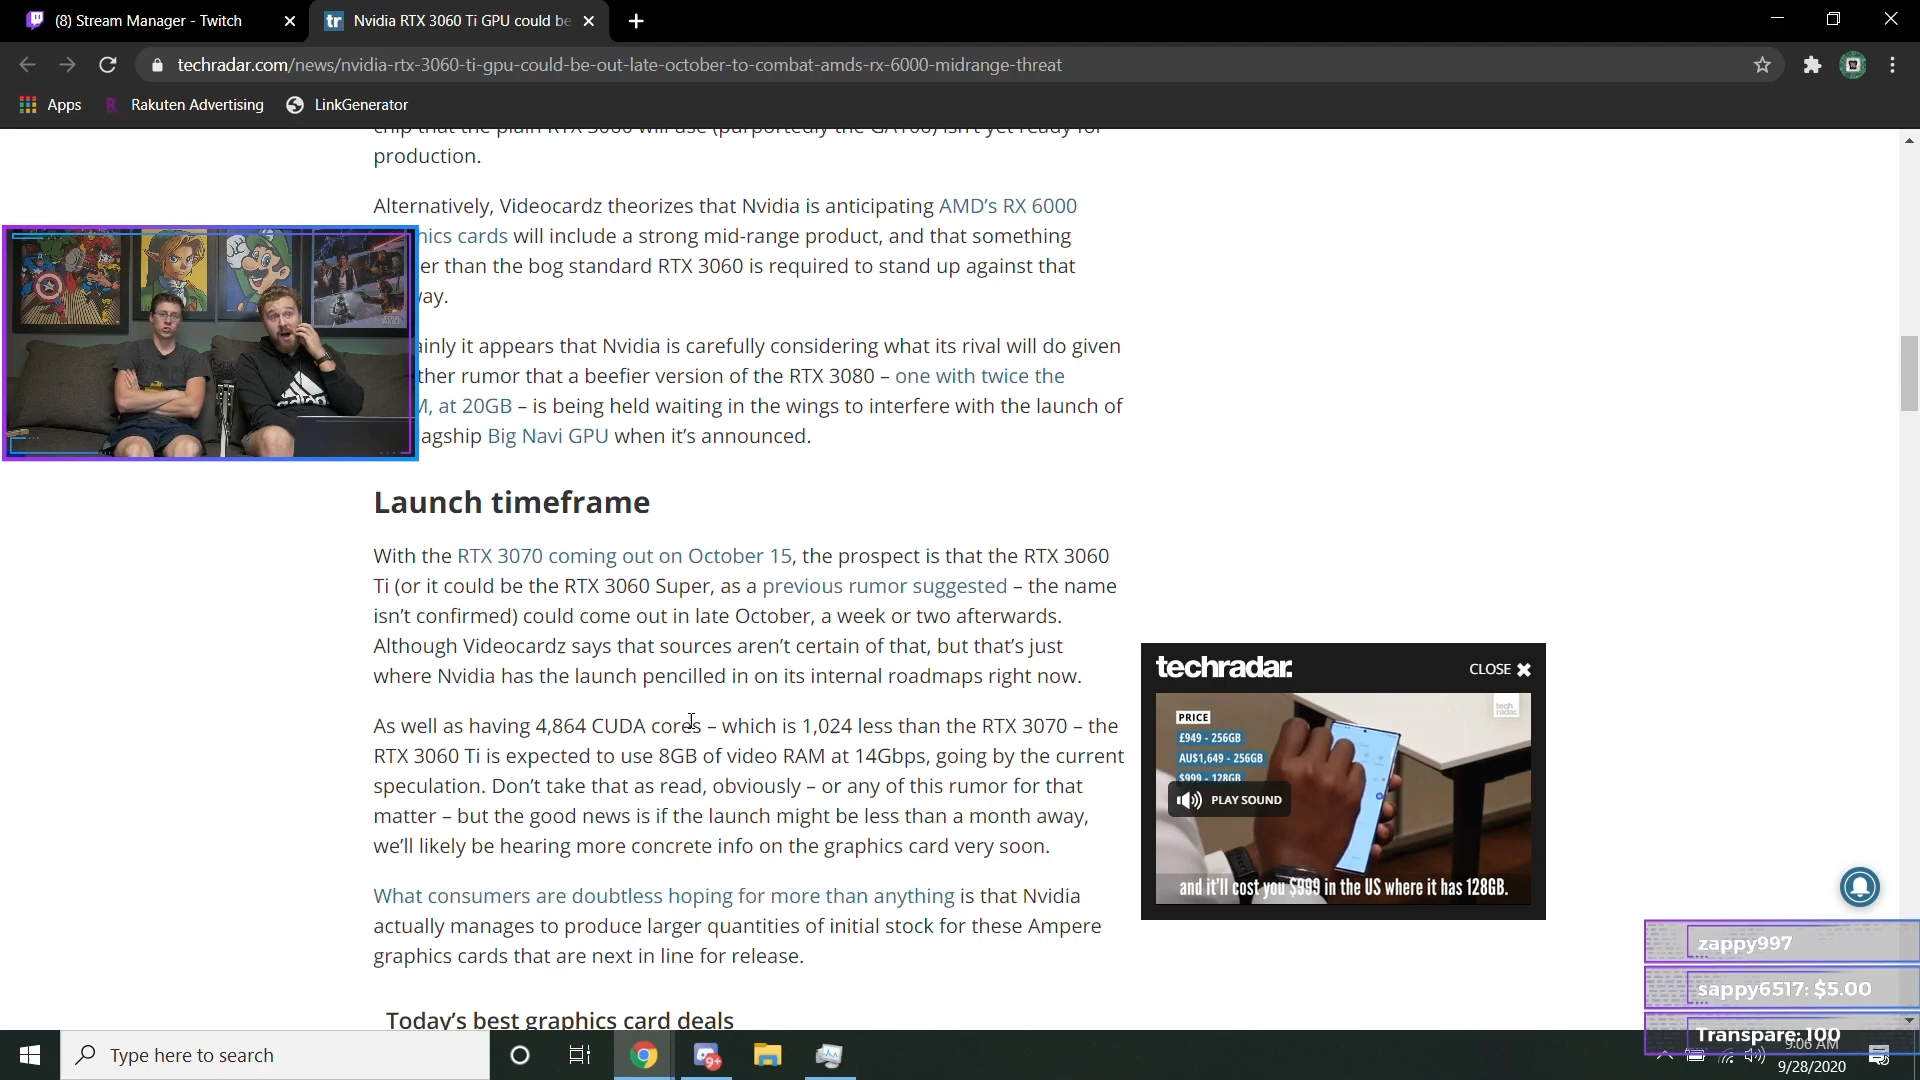 (8) Stream Manager - Twitch
tr Nvidia RTX 3060 Ti GPU could be
techradar.com/news/nvidia-rtx-3060-ti-gpu-could-be-out-late-october-to-combat-amds-rx-6000-midrange-threat
Apps R Rakuten Advertising LinkGenerator
production.
Alternatively, Videocardz theorizes that Nvidia is anticipating AMD's RX 6000
hics cards will include a strong mid-range product, and that something
er than the bog standard RTX 3060 is required to stand up against that
way.
ainly it appears that Nvidia is carefully considering what its rival will do given
ther rumor that a beefier version of the RTX 3080 – one with twice the
M, at 20GB – is being held waiting in the wings to interfere with the launch of
agship Big Navi GPU when it's announced.
Launch timeframe
With the RTX 3070 coming out on October 15, the prospect is that the RTX 3060
Ti (or it could be the RTX 3060 Super, as a previous rumor suggested – the name
isn't confirmed) could come out in late October, a week or two afterwards.
Although Videocardz says that sources aren't certain of that, but that's just
where Nvidia has the launch pencilled in on its internal roadmaps right now.
As well as having 4,864 CUDA cores – which is 1,024 less than the RTX 3070 – the
RTX 3060 Ti is expected to use 8GB of video RAM at 14Gbps, going by the current
speculation. Don't take that as read, obviously – or any of this rumor for that
matter – but the good news is if the launch might be less than a month away,
we'll likely be hearing more concrete info on the graphics card very soon.
What consumers are doubtless hoping for more than anything is that Nvidia
actually manages to produce larger quantities of initial stock for these Ampere
graphics cards that are next in line for release.
Today's best graphics card deals
adidas
techradar.
CLOSE
PRICE
tech radar.
£949 - 256GB
AU$1,649 - 256GB
$999 - 128GB
PLAY SOUND
and it'll cost you $999 in the US where it has 128GB.
zappy997
sappy6517: $5.00
Transpare: 100
Type here to search
9+
9:06 AM
9/28/2020